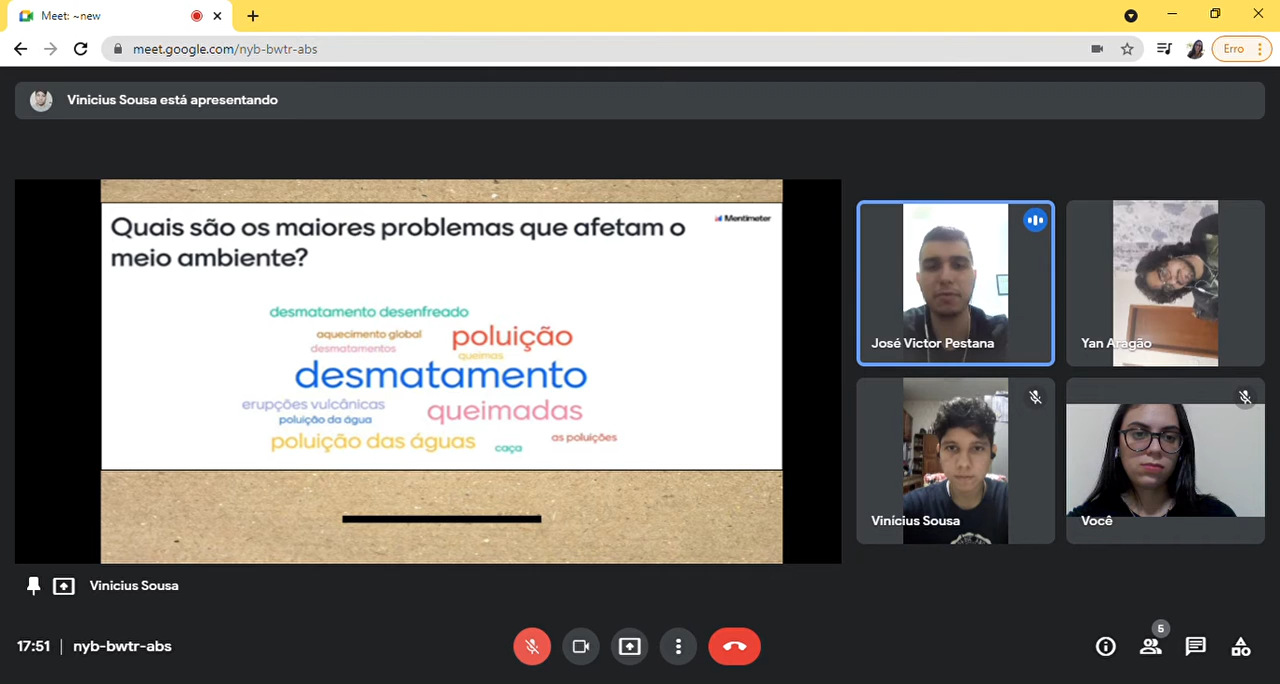 Meet: ~new
meet.google.com/nyb-bwtr-abs
Erro
Vinicius Sousa está apresentando
Quais são os maiores problemas que afetam o
meio ambiente?
Mentimeter
desmatamento desenfreado
aquecimento global
poluição
desmatamentos
queimas
desmatamento
erupções vulcânicas
queimadas
poluição da água
poluição das águas
caça
as poluições
José Victor Pestana
Yan Aragão
Vinícius Sousa
Você
Vinicius Sousa
17:51 | nyb-bwtr-abs
5